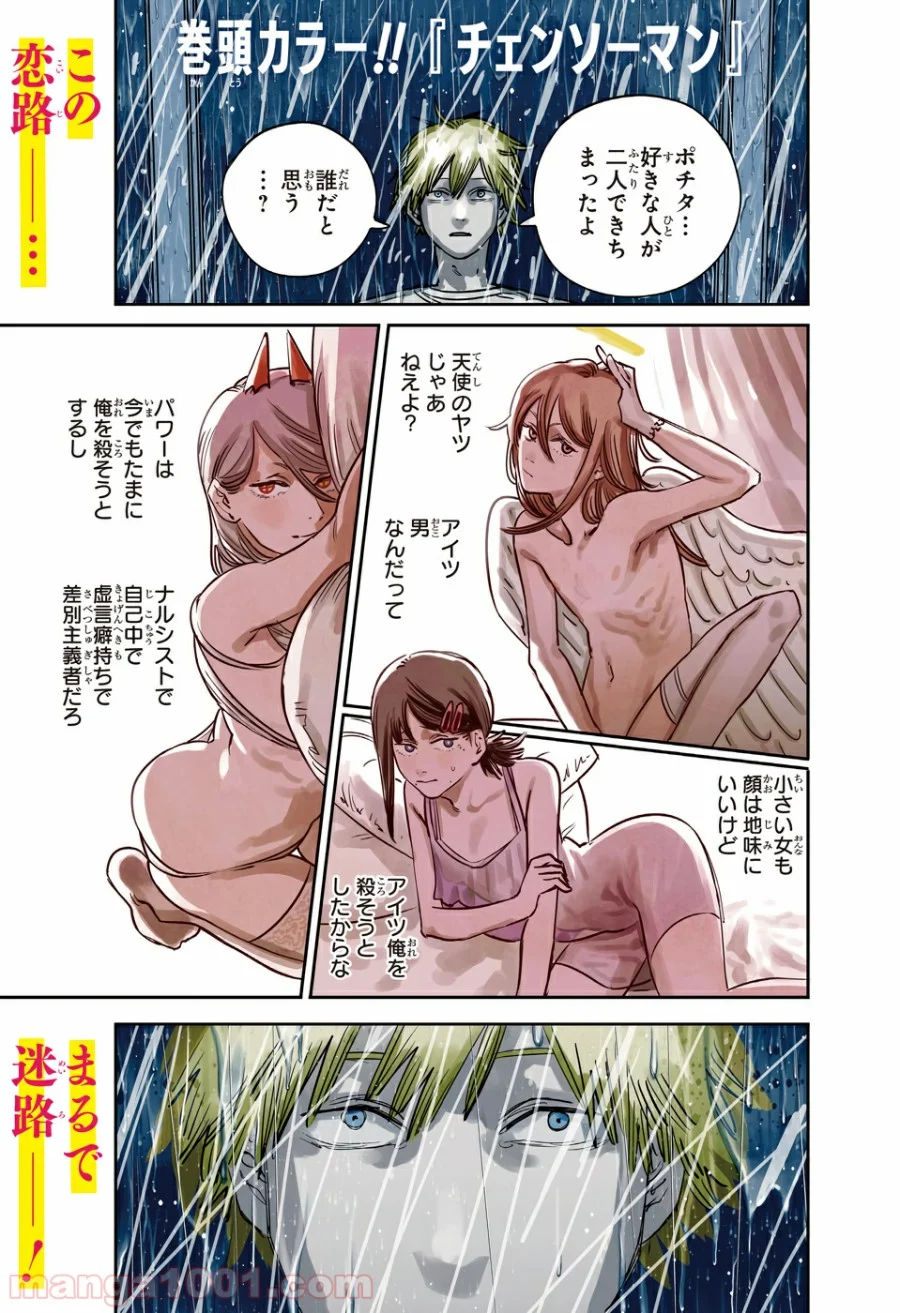 巻頭カラー!!『チェンソーマン』
この
恋路――…
ポチタ…
好きな人が
二人できち
まったよ
誰だと
思う
…?
天使のヤツ
じゃあ
ねえよ?
アイツ
男
なんだって
パワーは
今でもたまに
俺を殺そうと
するし
ナルシストで
自己中で
虚言癖持ちで
差別主義者だろ
小さい女も
顔は地味に
いいけど
アイツ俺を
殺そうと
したからな
まるで
迷路――!
manga1001.com